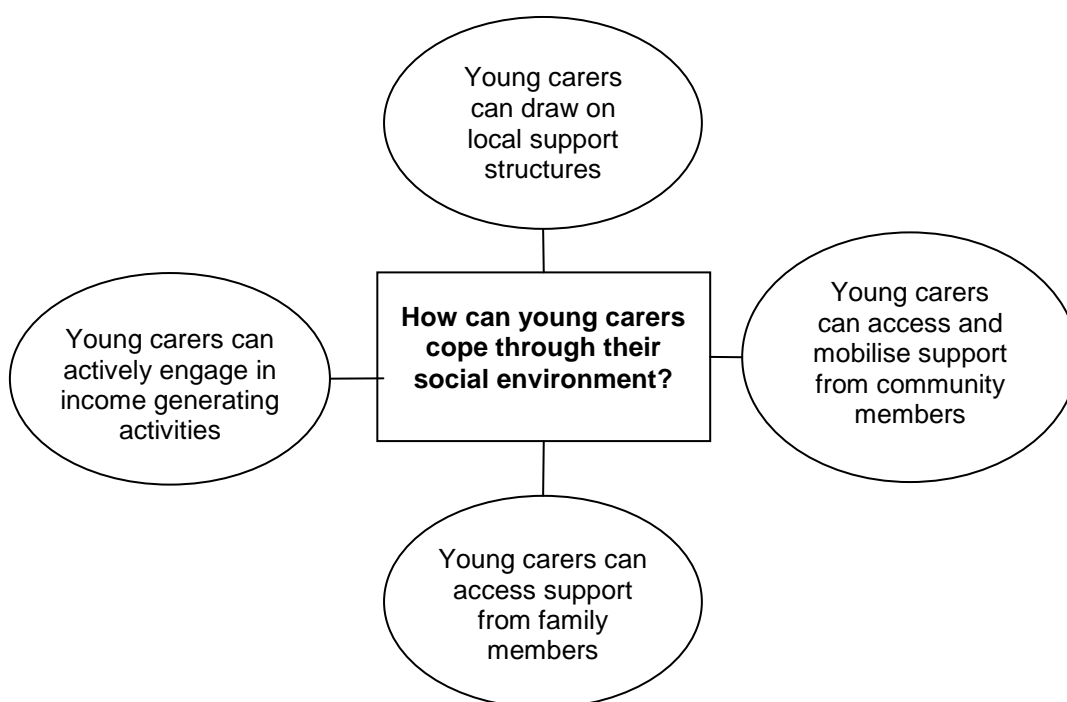 Young carers
can draw on
local support
structures
How can young carers
cope through their
social environment?
Young carers
can access and
mobilise support
from community
members
Young carers can
actively engage in
income generating
activities
Young carers can
access support
from family
members